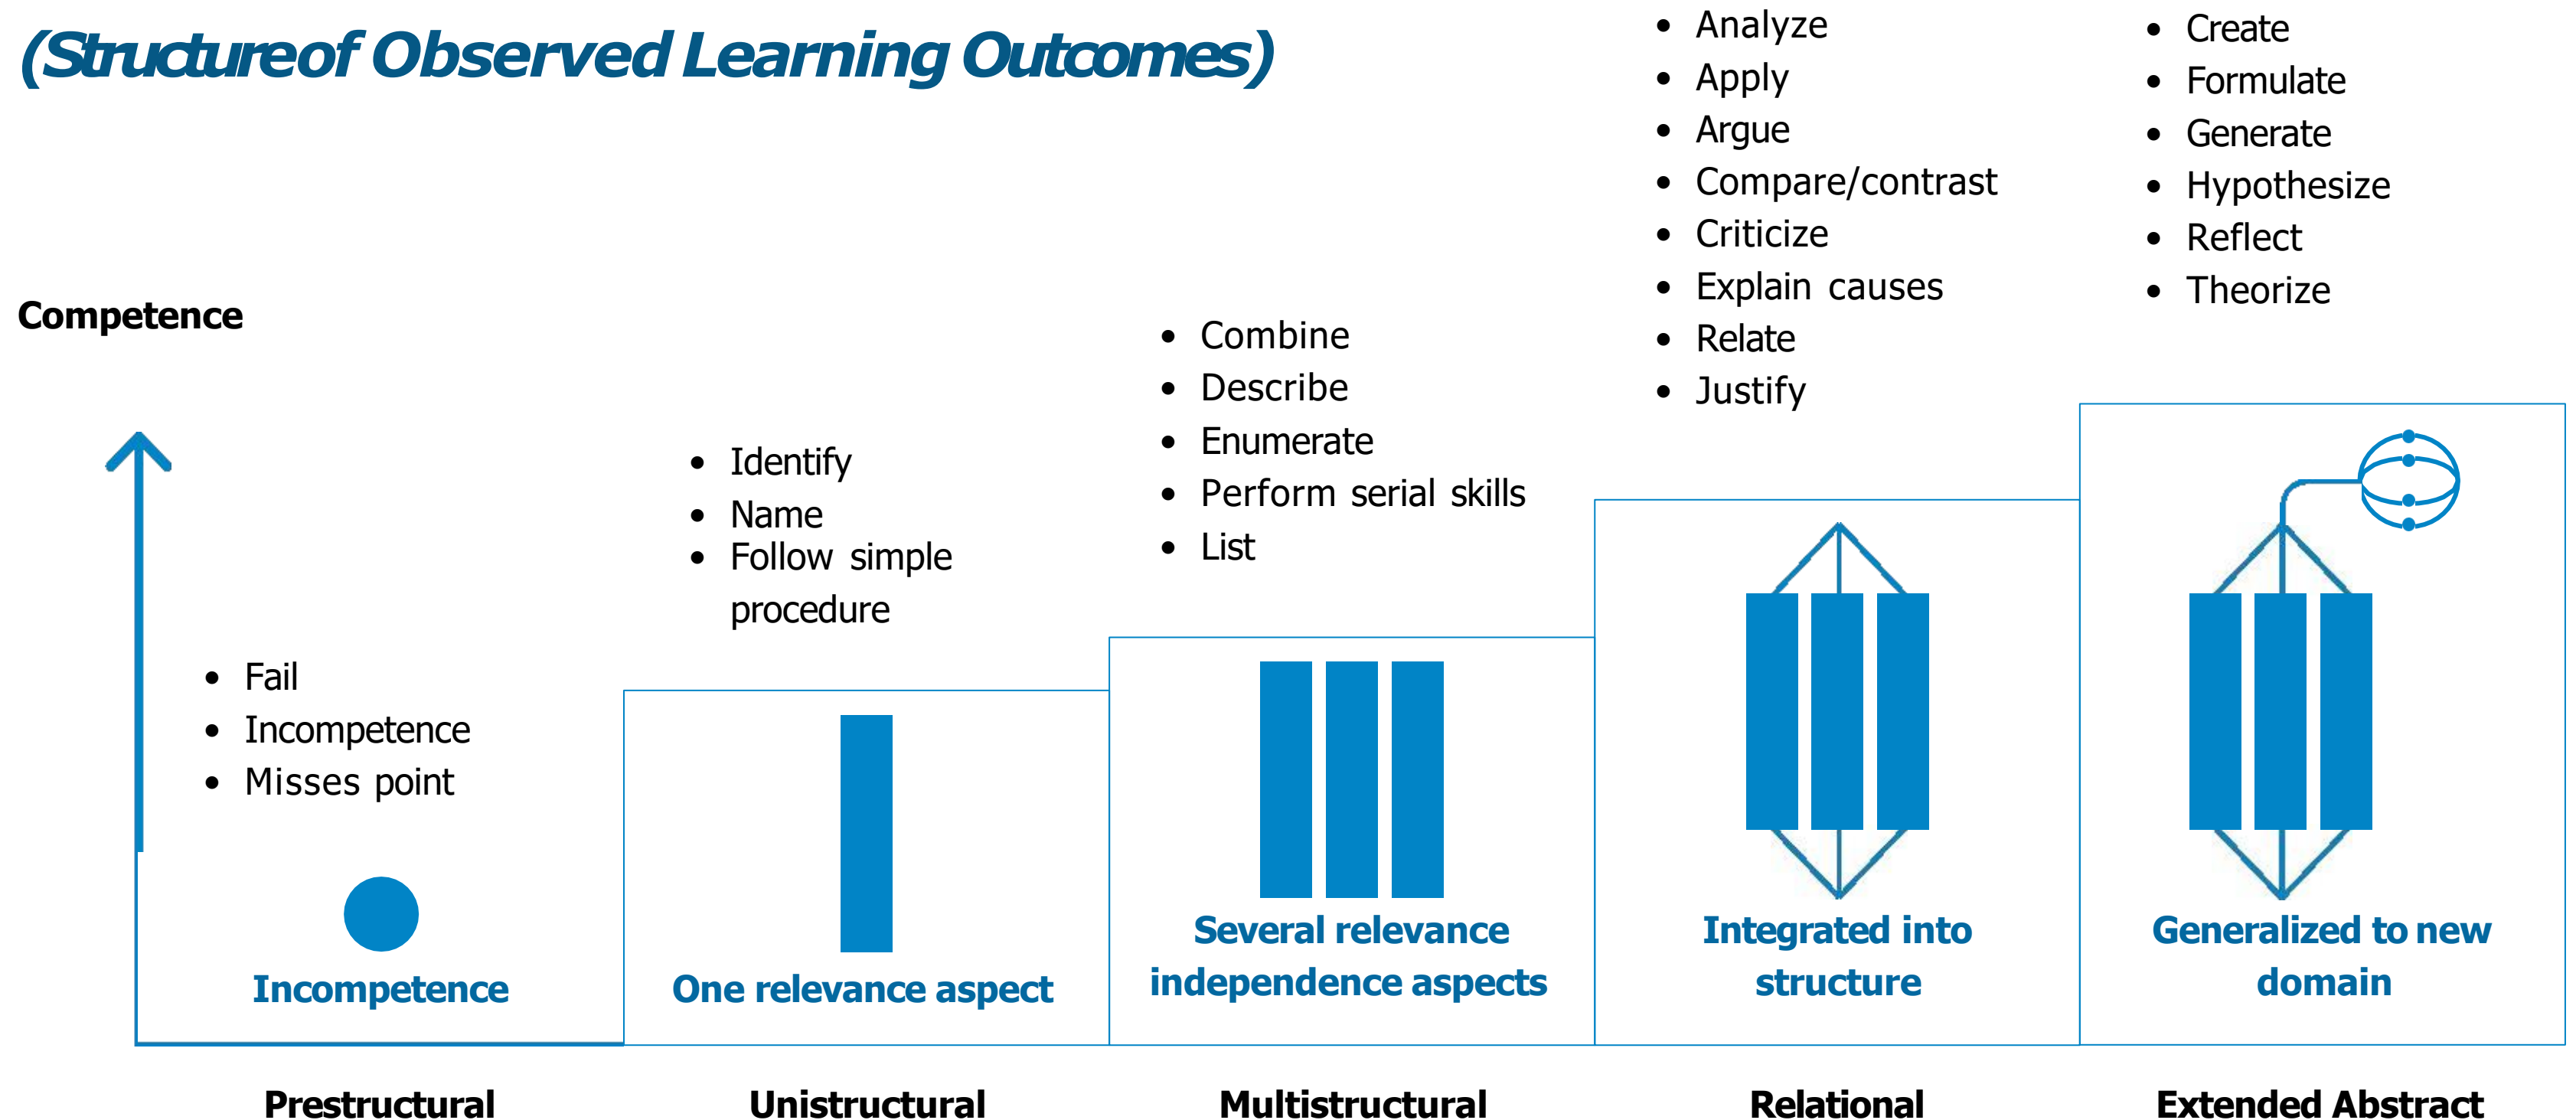 (Structure of Observed Learning Outcomes)
Competence
• Fail
• Incompetence
• Misses point
Incompetence
Prestructural
• Identify
• Name
• Follow simple
procedure
One relevance aspect
Unistructural
• Combine
• Describe
• Enumerate
• Perform serial skills
• List
Several relevance
independence aspects
Multistructural
• Analyze
• Apply
• Argue
• Compare/contrast
• Criticize
• Explain causes
• Relate
• Justify
Integrated into
structure
Relational
• Create
• Formulate
• Generate
• Hypothesize
• Reflect
• Theorize
Generalized to new
domain
Extended Abstract